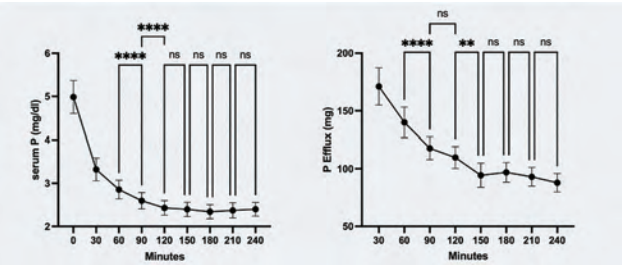 ns
****
**** ns ns ns ns
6
5
4
3
2
serum P (mg/dl)
0 30 60 90 120 150 180 210 240
Minutes
ns
**** ** ns ns ns
200
150
100
50
P Efflux (mg)
30 60 90 120 150 180 210 240
Minutes